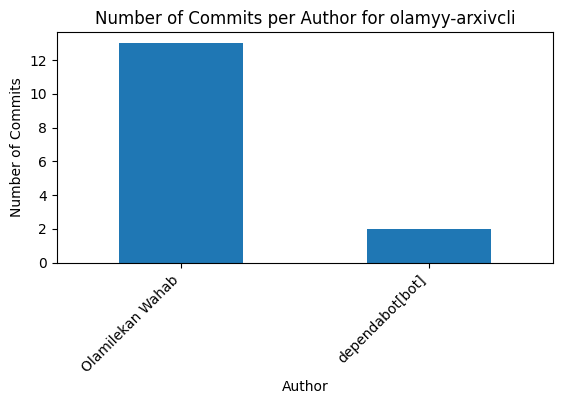 Number of Commits per Author for olamyy-arxivcli
Number of Commits
12
10
8
6
4
2
0
Olamilekan Wahab
dependabot[bot]
Author